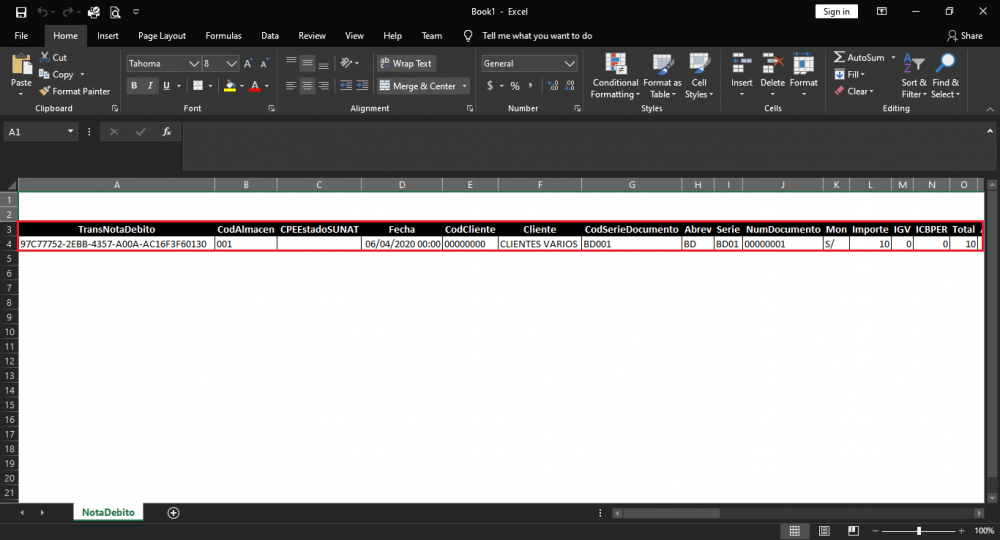 Book1 - Excel
Sign in
File Home Insert Page Layout Formulas Data Review View Help Team Tell me what you want to do Share
Paste
Cut
Copy
Format Painter
Clipboard
Tahoma 8
B I U
Font
Wrap Text
Merge & Center
Alignment
General
$ % ,
Number
Conditional Formatting
Format as Table
Cell Styles
Styles
Insert Delete Format
Cells
AutoSum
Fill
Clear
Sort & Filter
Find & Select
Editing
A1 fx
A B C D E F G H I J K L M N O
1
2
3 TransNotaDebito CodAlmacen CPEEstadoSUNAT Fecha CodCliente Cliente CodSerieDocumento Abrev Serie NumDocumento Mon Importe IGV ICBPER Total
4 97C77752-2EBB-4357-A00A-AC16F3F60130 001 06/04/2020 00:00 00000000 CLIENTES VARIOS BD001 BD BD01 00000001 S/ 10 0 0 10
5
6
7
8
9
10
11
12
13
14
15
16
17
18
19
20
21
NotaDebito
100%